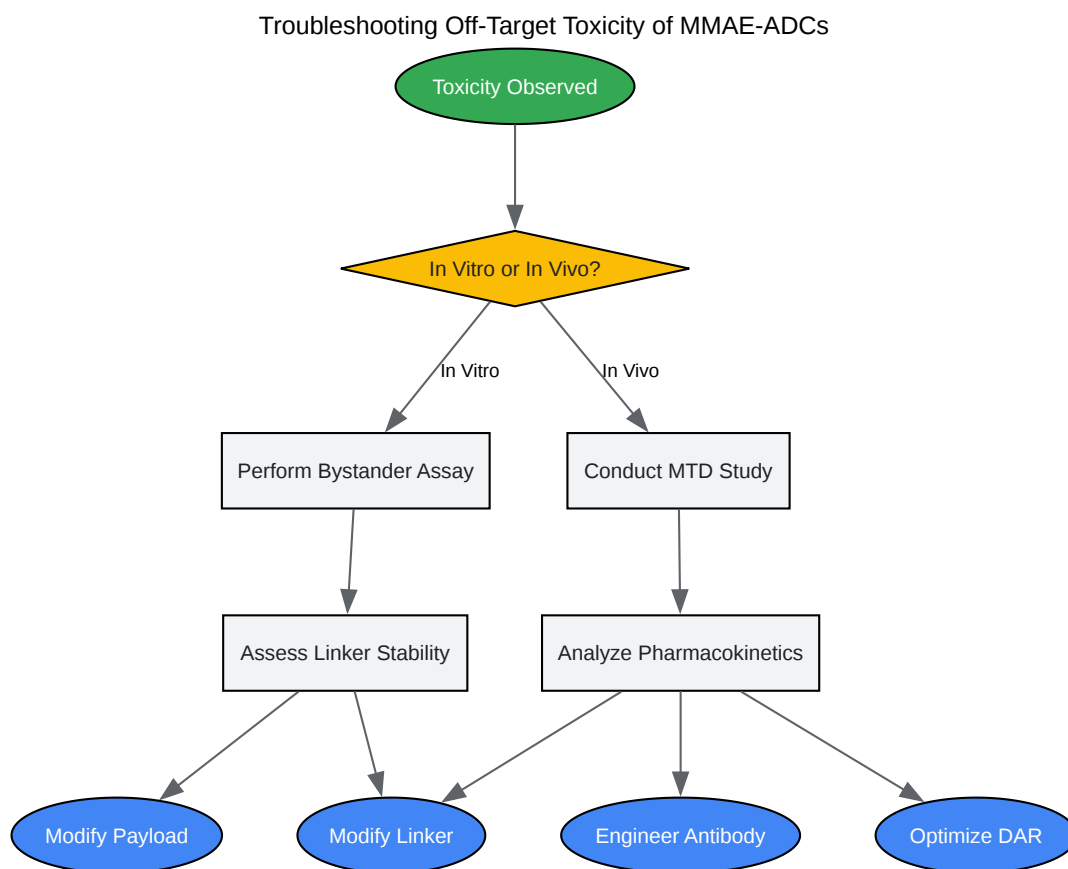 Troubleshooting Off-Target Toxicity of MMAE-ADCs
Toxicity Observed
In Vitro or In Vivo?
In Vitro
In Vivo
Perform Bystander Assay
Conduct MTD Study
Assess Linker Stability
Analyze Pharmacokinetics
Modify Payload
Modify Linker
Engineer Antibody
Optimize DAR